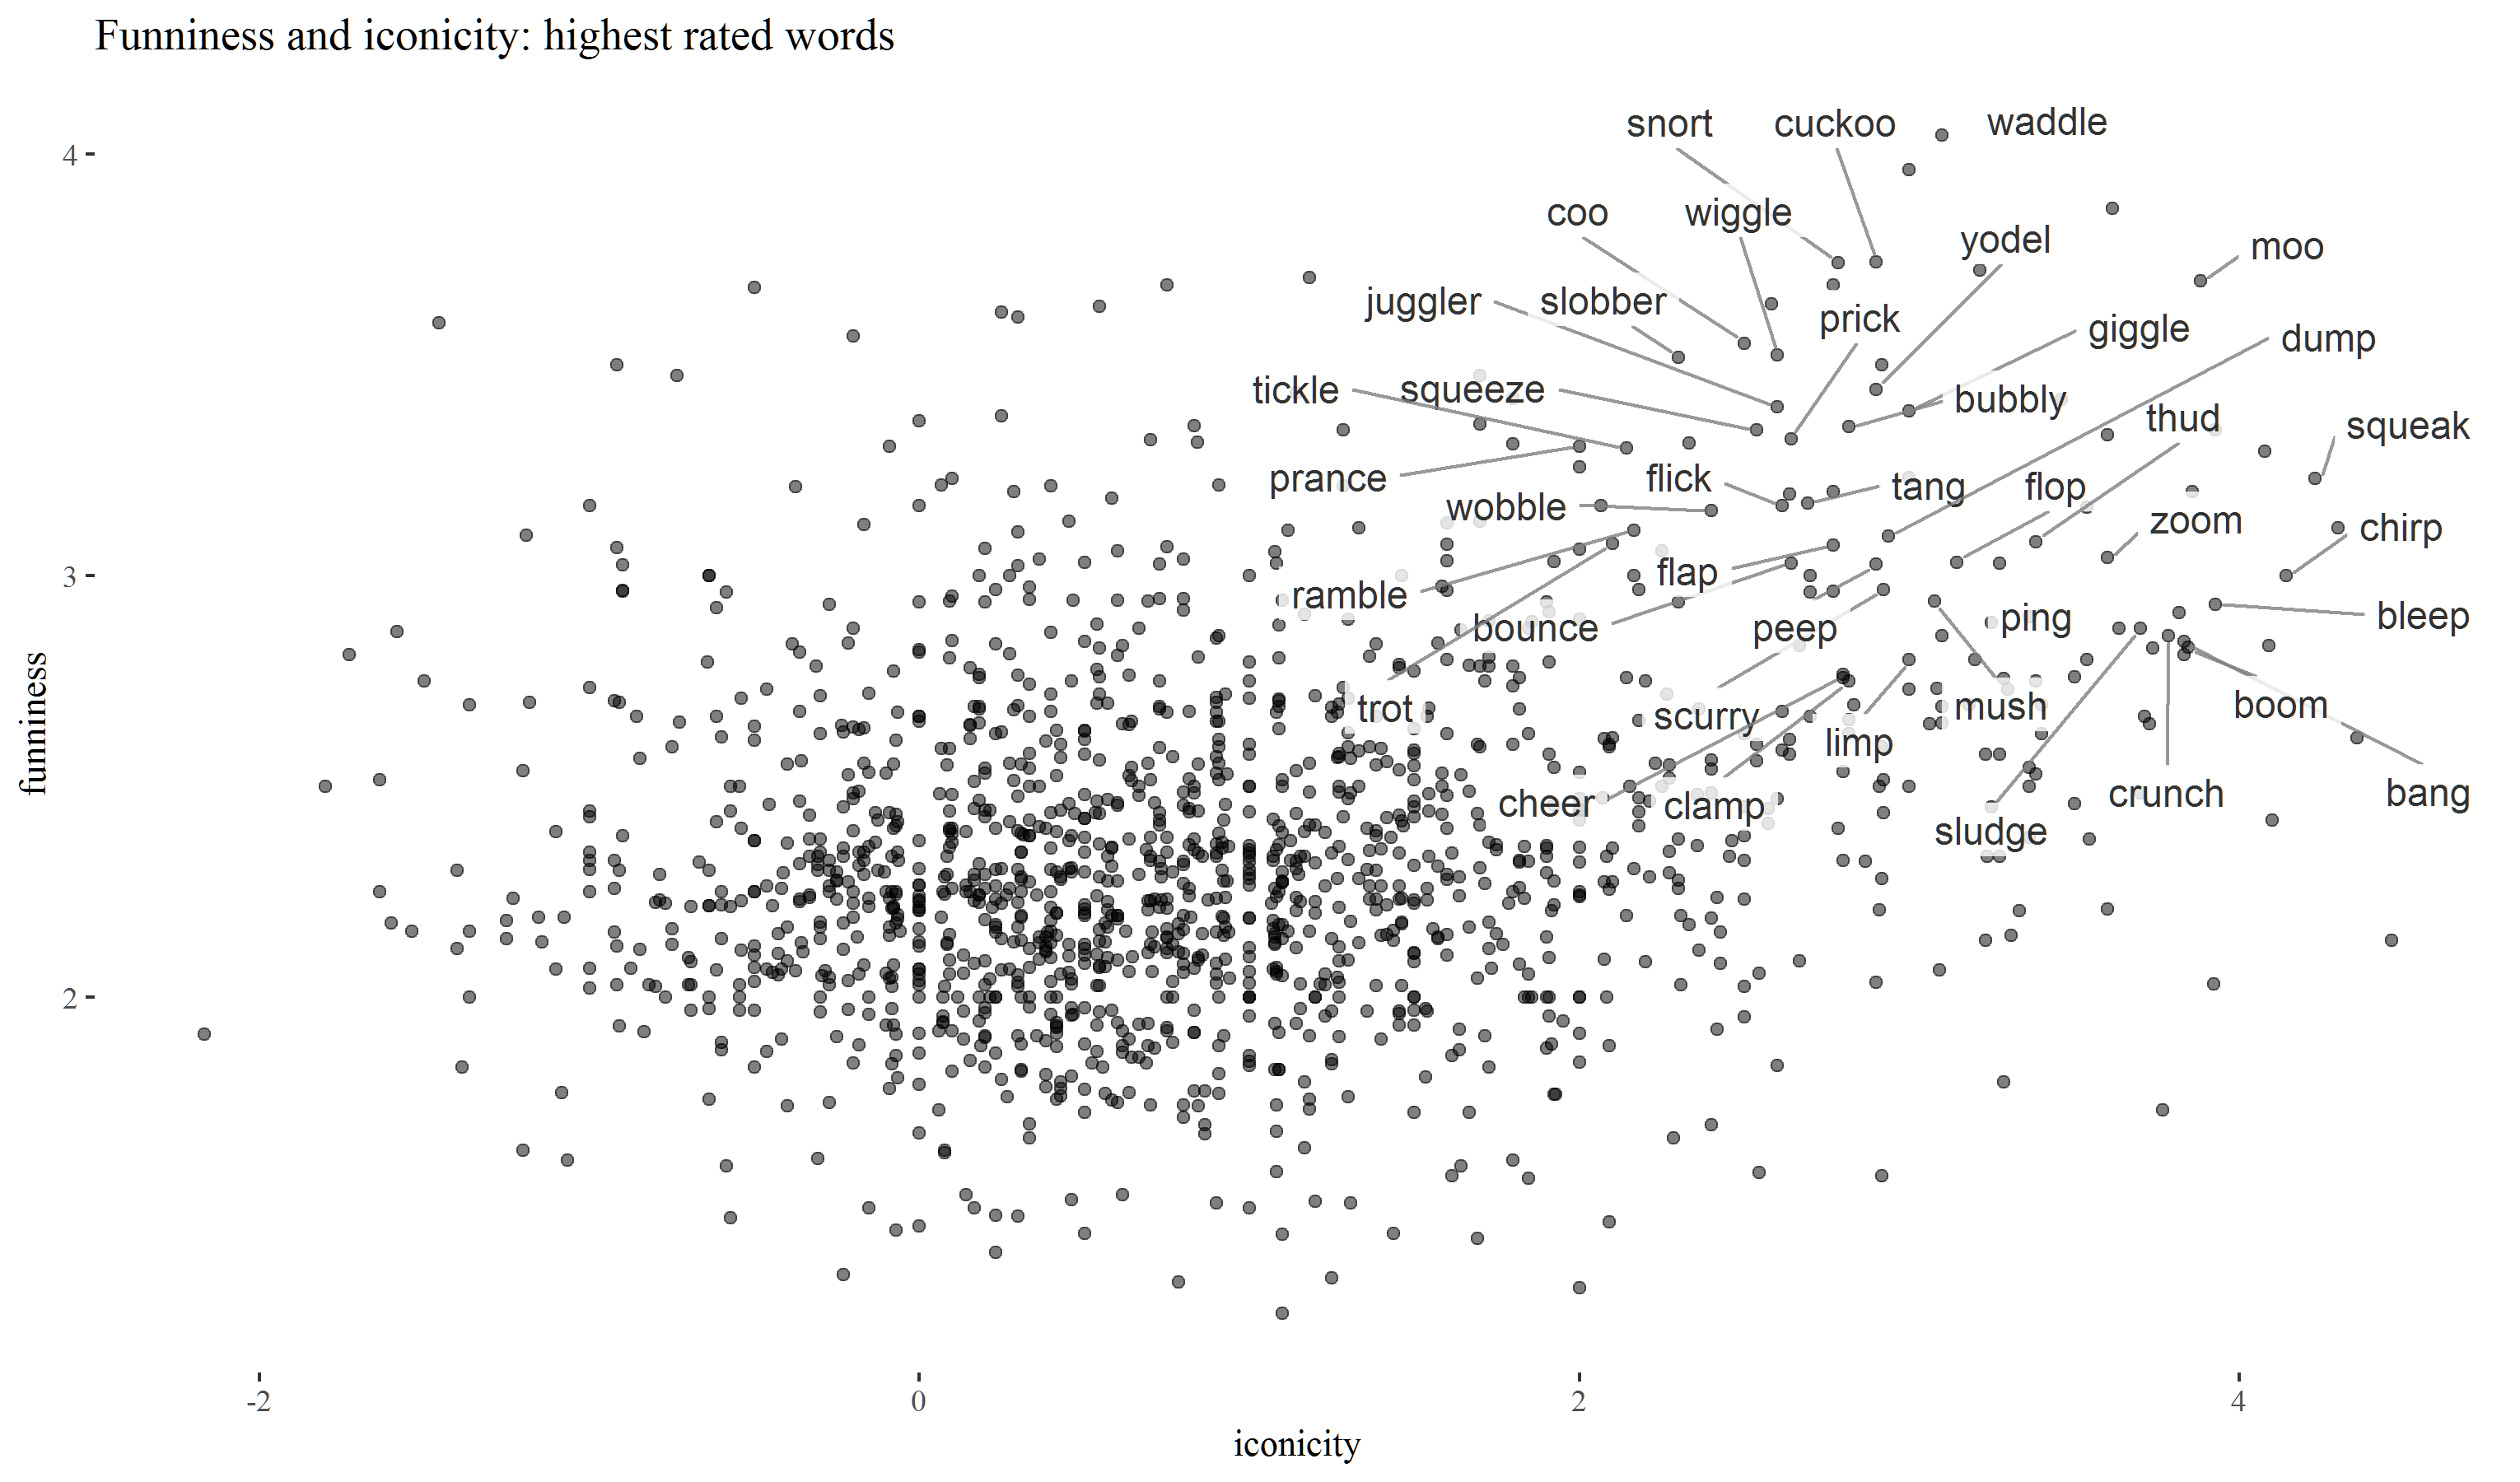 Funniness and iconicity: highest rated words
snort
cuckoo
waddle
coo
wiggle
yodel
moo
juggler
slobber
prick
giggle
dump
tickle
squeeze
bubbly
thud
squeak
prance
flick
tang
flop
wobble
zoom
chirp
ramble
flap
bounce
peep
ping
bleep
trot
scurry
mush
boom
limp
cheer
clamp
crunch
bang
sludge
4
3
2
funniness
-2
0
2
4
iconicity